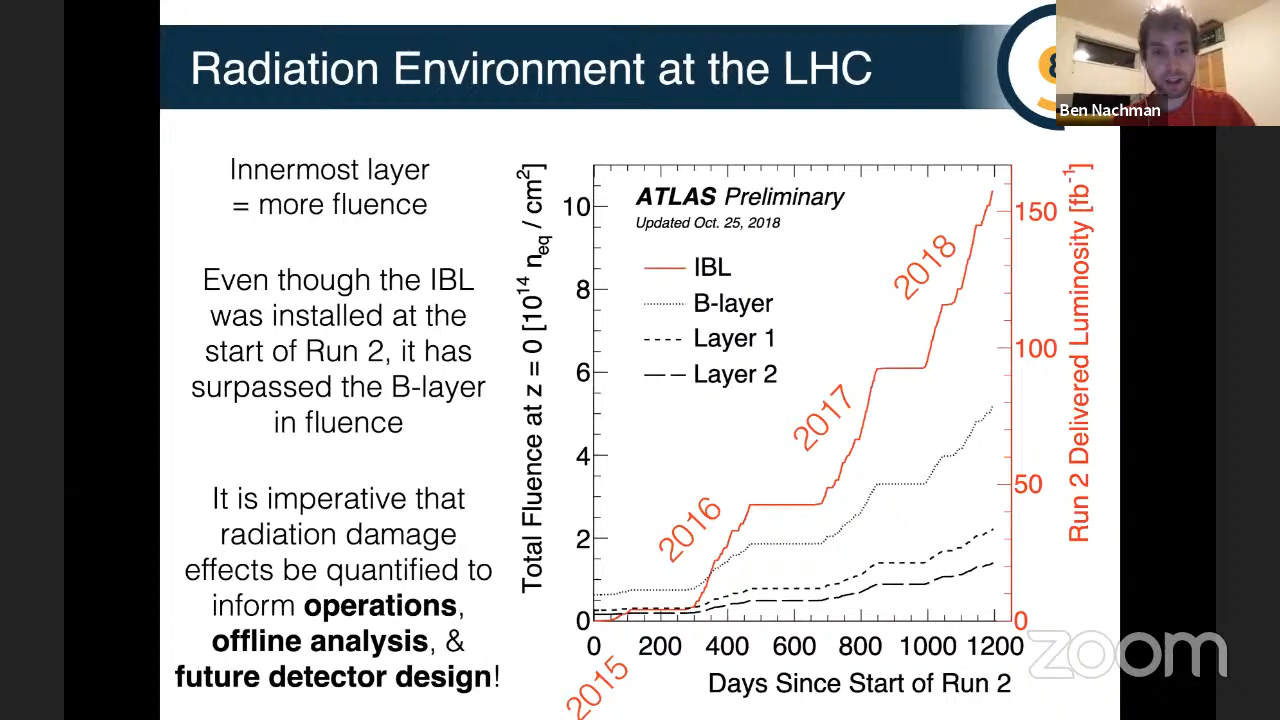 Radiation Environment at the LHC
8
Ben Nachman
Innermost layer
= more fluence
Even though the IBL
was installed at the
start of Run 2, it has
surpassed the B-layer
in fluence
It is imperative that
radiation damage
effects be quantified to
inform operations,
offline analysis, &
future detector design!
Total Fluence at z = 0 [10^14 n_eq / cm^2]
10
8
6
4
2
0
ATLAS Preliminary
Updated Oct. 25, 2018
IBL
B-layer
Layer 1
Layer 2
2015
2016
2017
2018
150
100
50
0
Run 2 Delivered Luminosity [fb^-1]
0 200 400 600 800 1000 1200
Days Since Start of Run 2
zoom